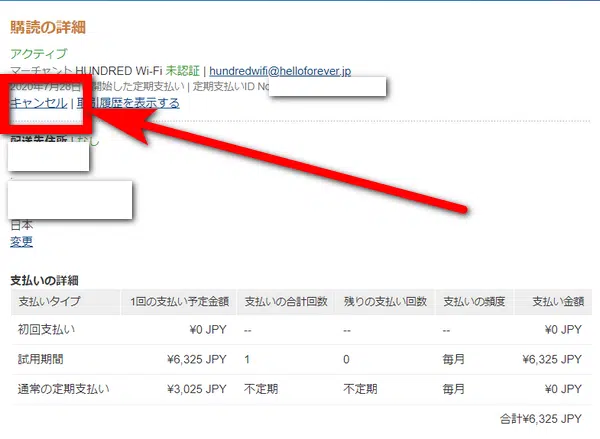 購読の詳細
アクティブ
マーチャント HUNDRED Wi-Fi 未認証 | hundredwifi@helloforever.jp
2020年7月28日 開始した定期支払い | 定期支払いID No
キャンセル | 取引履歴を表示する
配送先住所 | なし
日本
変更
支払いの詳細
支払いタイプ 1回の支払い予定金額 支払いの合計回数 残りの支払い回数 支払いの頻度 支払い金額
初回支払い ¥0 JPY -- -- -- ¥0 JPY
試用期間 ¥6,325 JPY 1 0 毎月 ¥6,325 JPY
通常の定期支払い ¥3,025 JPY 不定期 不定期 毎月 ¥0 JPY
合計¥6,325 JPY